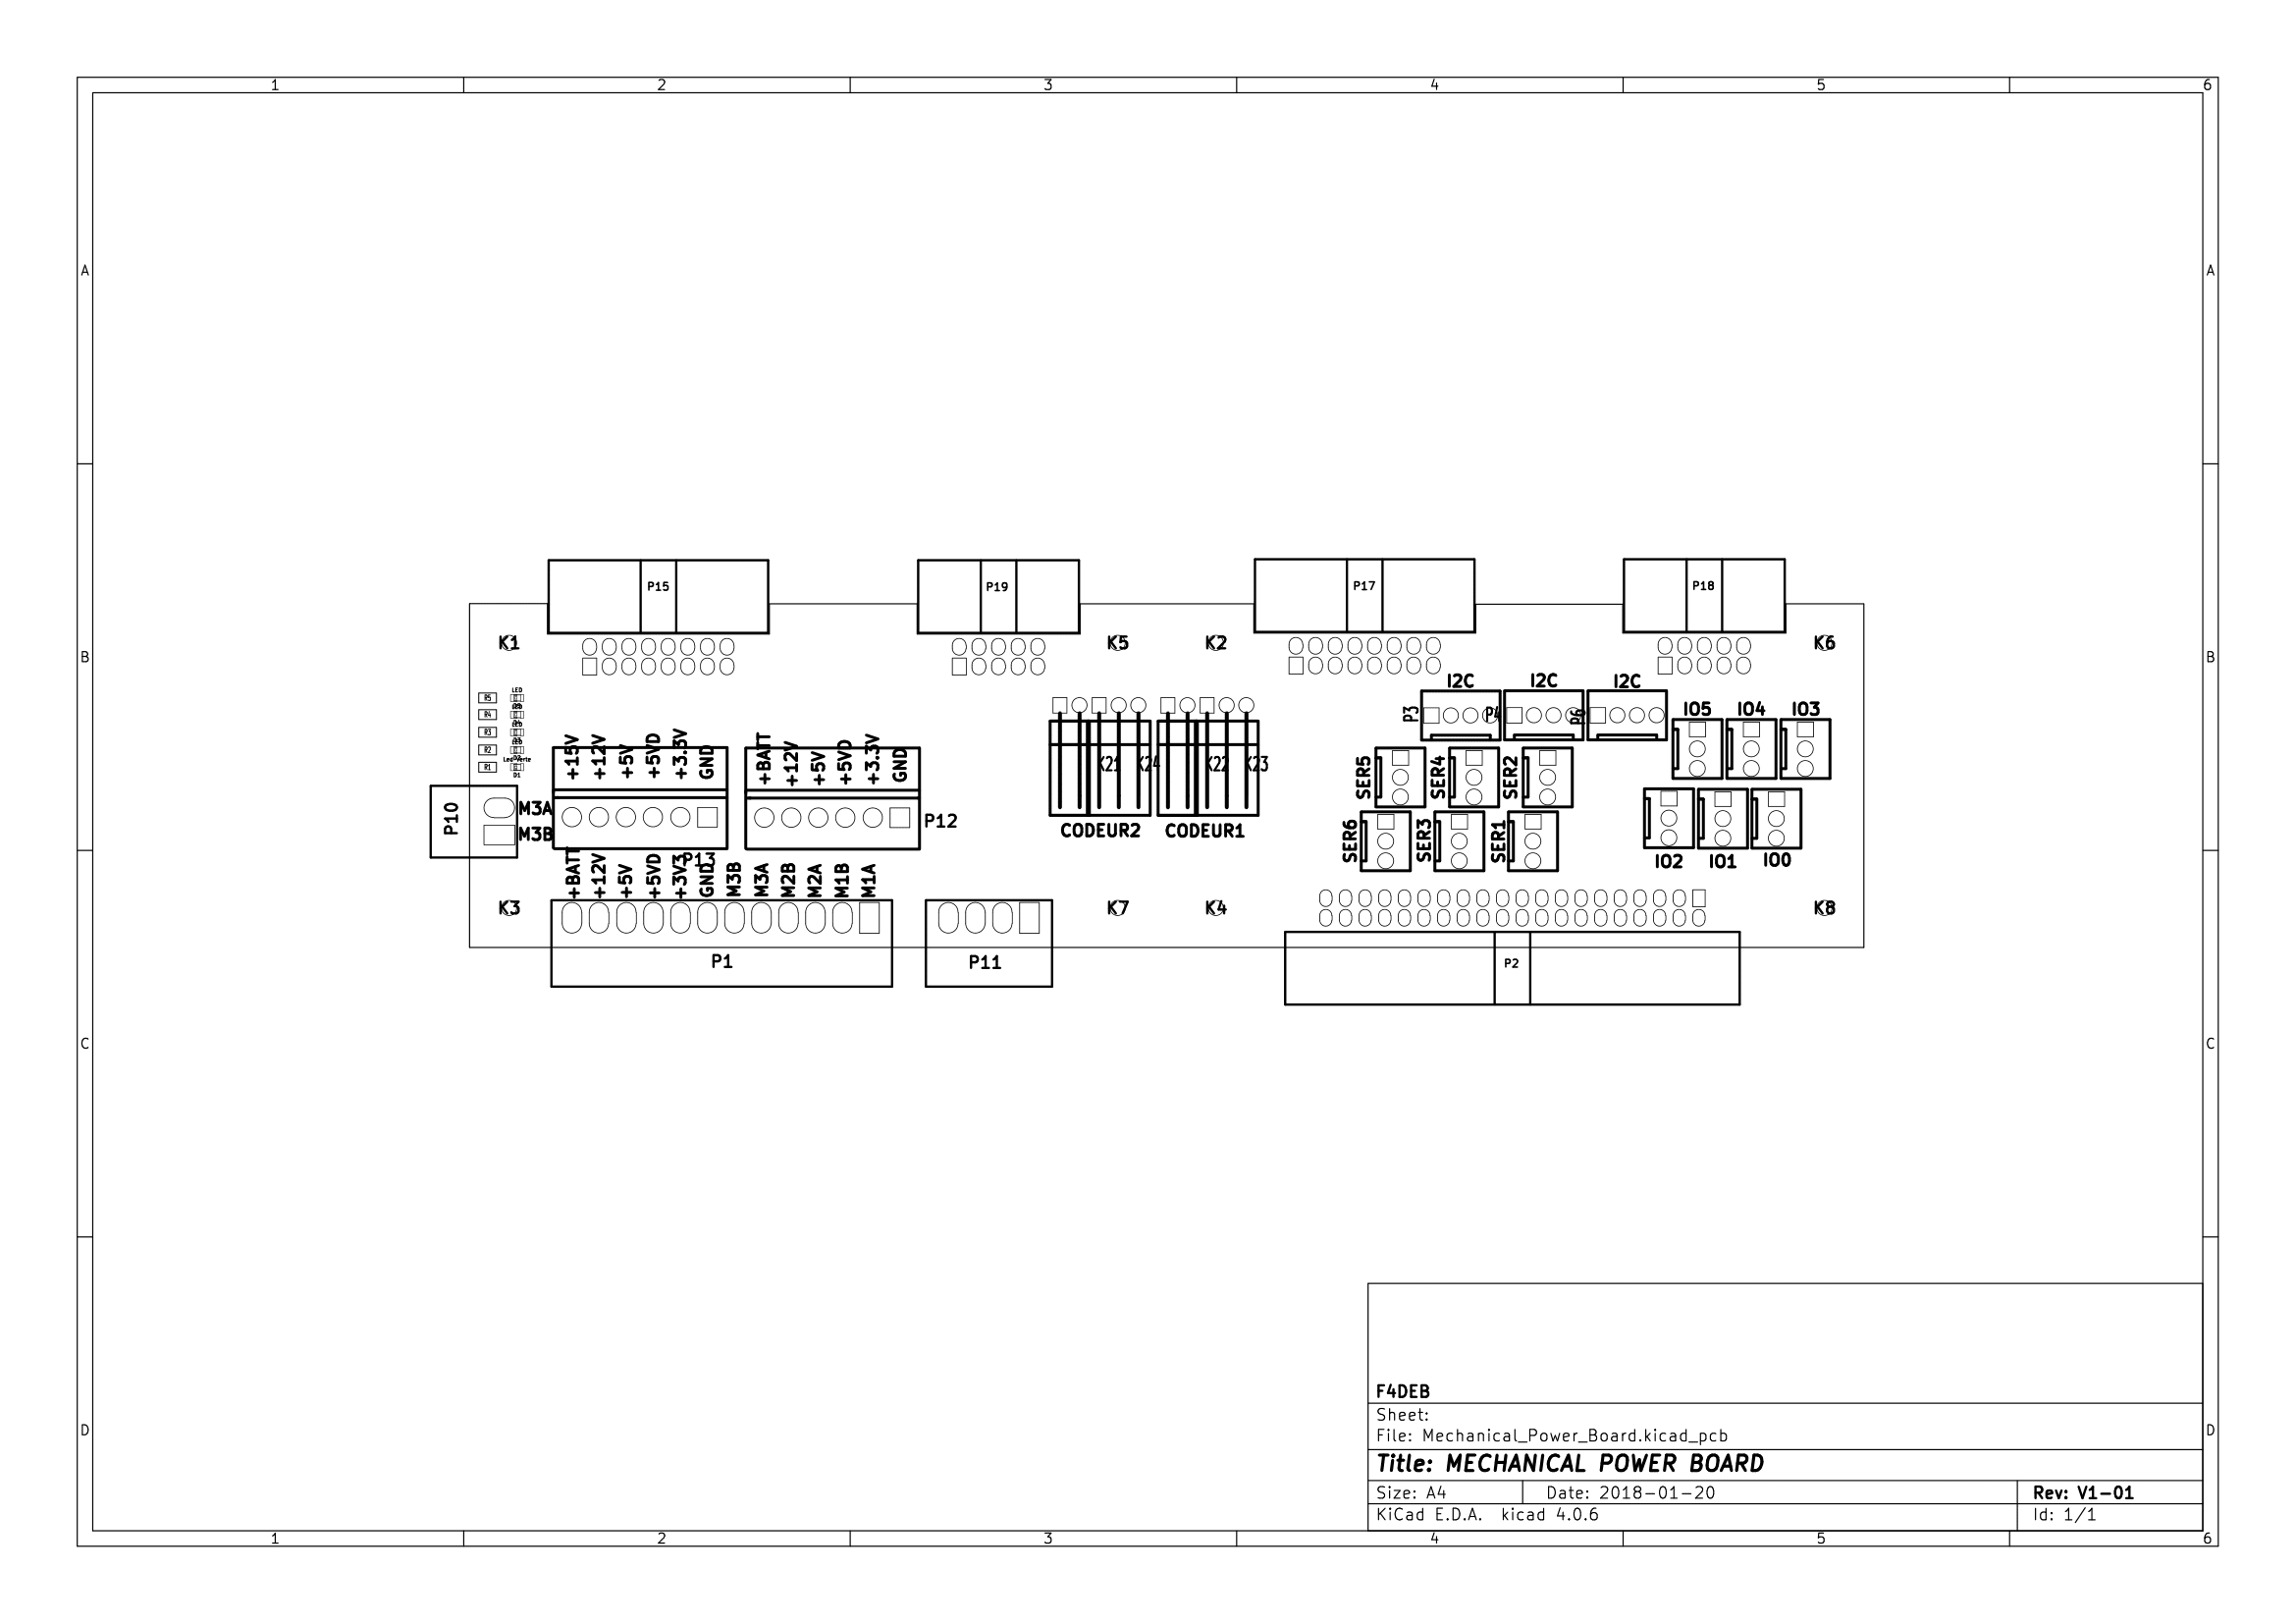 1 2 3 4 5 6
A A
P15 P19 P17 P18
K1 K5 K2 K6
B B
I2C I2C I2C
R5 LED
R4
R3
R2
R1
D1
P3 P4 P6
IO5 IO4 IO3
+15V +12V +5V +5VD +3.3V GND
+BATT +12V +5V +5VD +3.3V GND
K21 K24 K22 K23
SER5 SER4 SER2
P10
M3A
M3B
P12
P13
CODEUR2 CODEUR1
SER6 SER3 SER1
IO2 IO1 IO0
+BATT +12V +5V +5VD +3V3 GND M3B M3A M2B M2A M1B M1A
K3 K7 K4 K8
P1 P11 P2
C C
F4DEB
Sheet:
File: Mechanical_Power_Board.kicad_pcb
D D
Title: MECHANICAL POWER BOARD
Size: A4 Date: 2018-01-20 Rev: V1-01
KiCad E.D.A. kicad 4.0.6 Id: 1/1
1 2 3 4 5 6